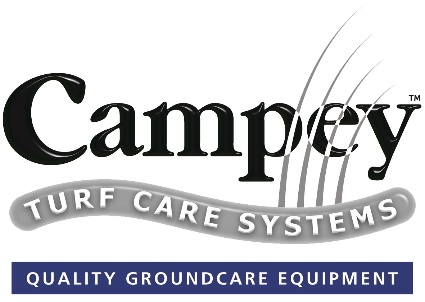 Campey™
TURF CARE SYSTEMS
QUALITY GROUNDCARE EQUIPMENT